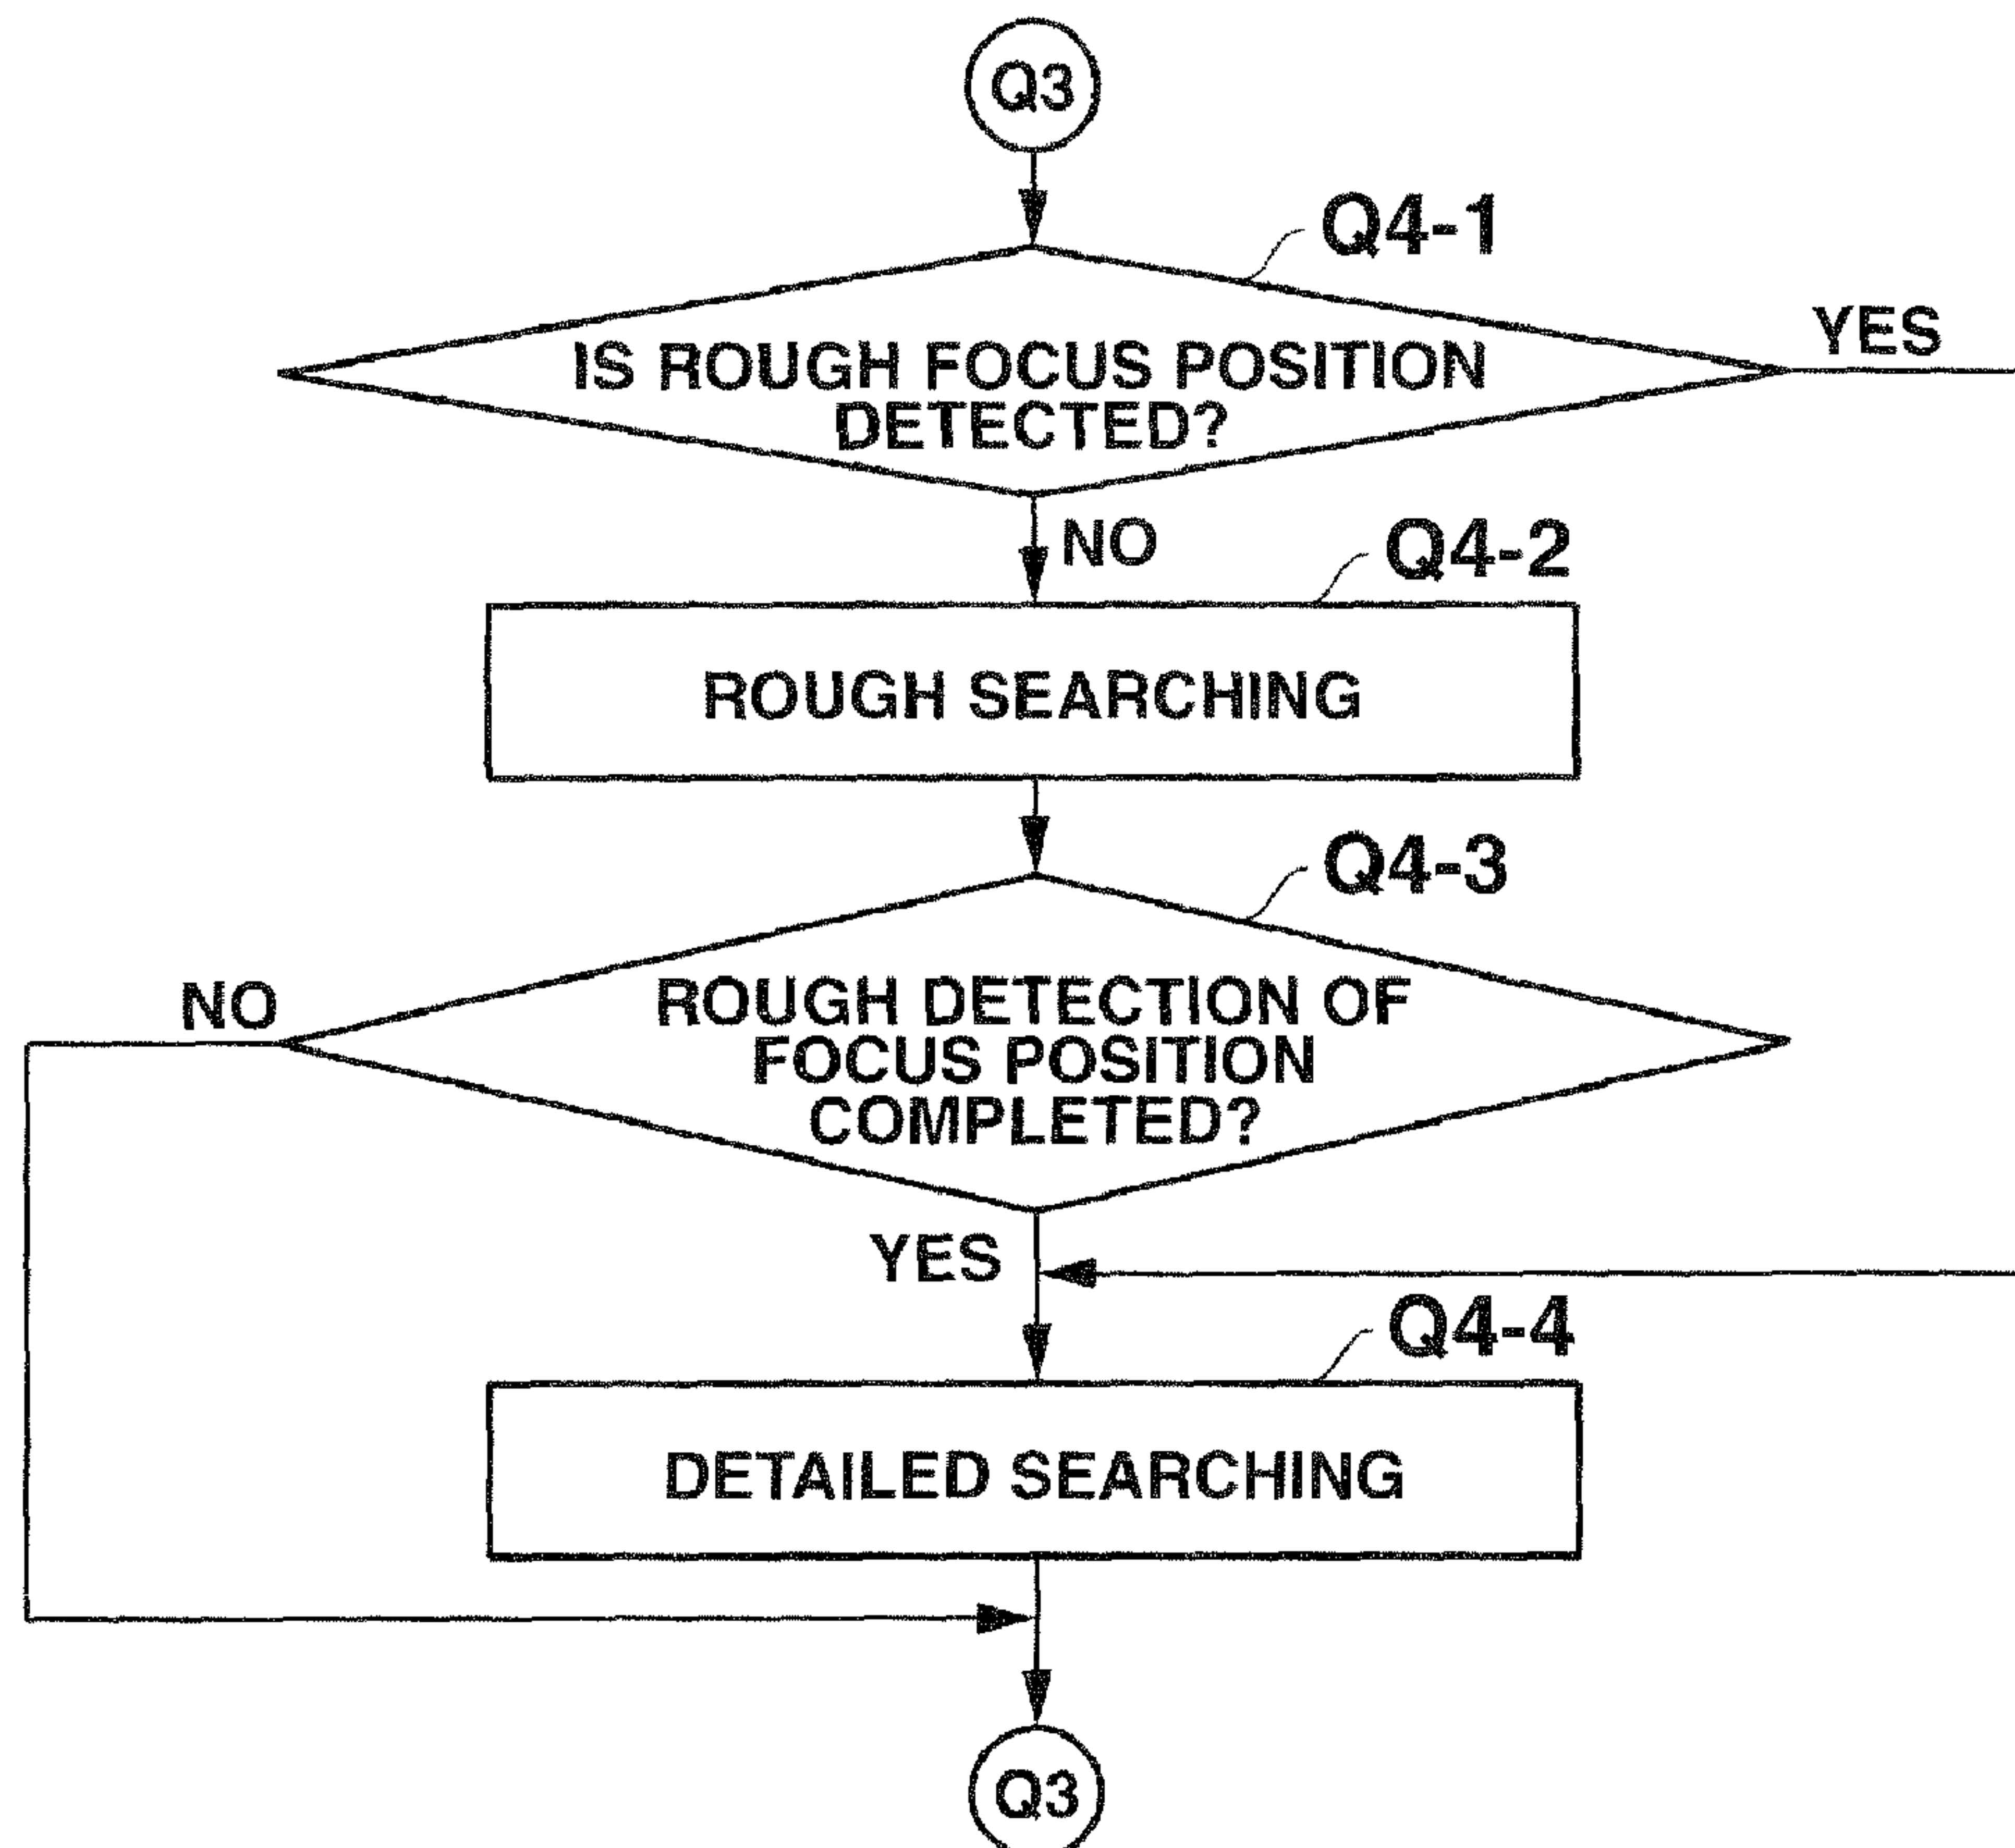 Q3
Q4-1
IS ROUGH FOCUS POSITION
DETECTED?
YES
NO
Q4-2
ROUGH SEARCHING
Q4-3
NO
ROUGH DETECTION OF
FOCUS POSITION
COMPLETED?
YES
Q4-4
DETAILED SEARCHING
Q3